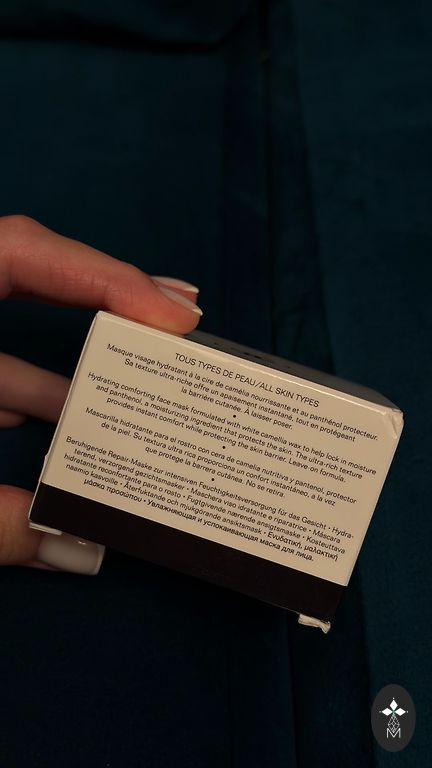 TOUS TYPES DE PEAU/ALL SKIN TYPES
Masque visage hydratant à la cire de camélia nourrissante et au panthénol protecteur.
Sa texture ultra-riche offre un apaisement instantané, tout en protégeant
la barrière cutanée. À laisser poser.
•
Hydrating comforting face mask formulated with white camellia wax to help lock in moisture
and panthenol, a moisturizing ingredient that protects the skin. The ultra-rich texture
provides instant comfort while protecting the skin barrier. Leave on formula.
•
Mascarilla hidratante para el rostro con cera de camelia nutritiva y pantenol, protector
de la piel. Su textura ultra rica proporciona un confort instantáneo, a la vez
que protege la barrera cutánea. No se retira.
•
Beruhigende Repair-Maske zur intensiven Feuchtigkeitsversorgung für das Gesicht • Hydra-
terend, verzorgend gezichtsmasker • Maschera viso idratante e riparatrice • Máscara
hidratante reconfortante para o rosto • Fugtgivende nærende ansigtsmaske • Kosteuttava
naamio kasvoille • Återfuktande och mjukgörande ansiktsmask • Ενυδατική, μαλακτική
μάσκα προσώπου • Увлажняющая и успокаивающая маска для лица.
M